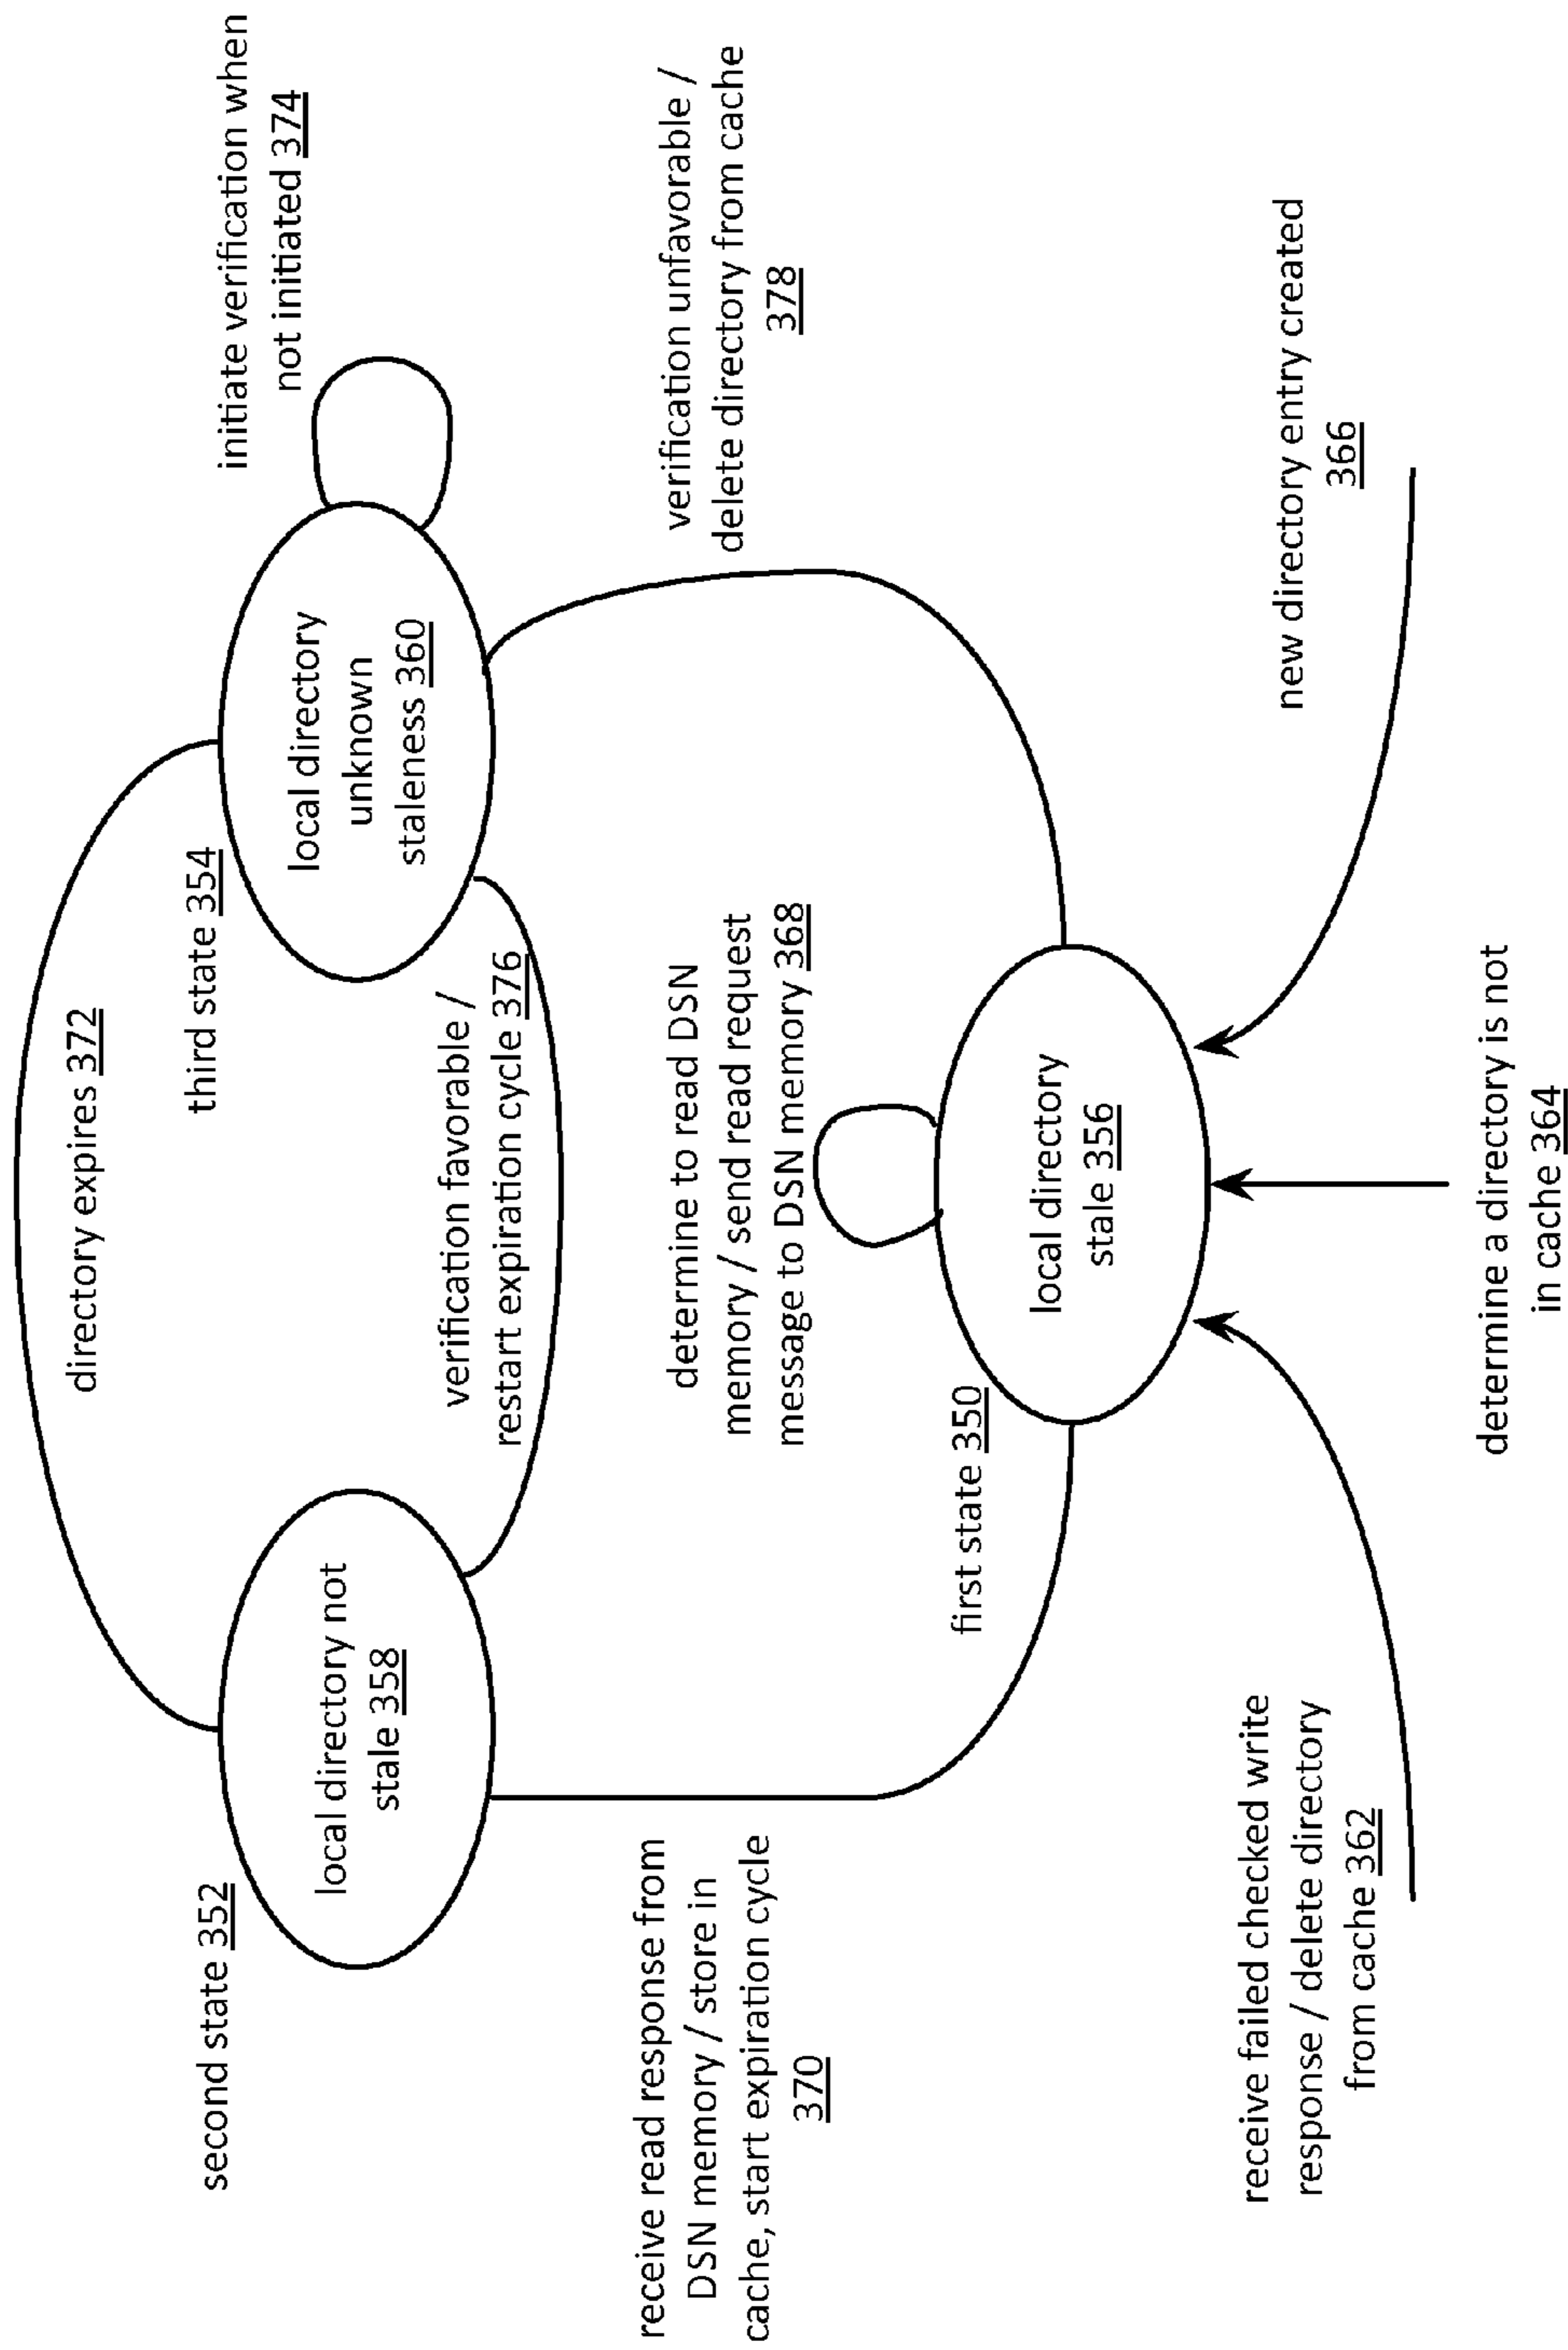 directory expires 372
second state 352
local directory not
stale 358
third state 354
local directory
unknown
staleness 360
initiate verification when
not initiated 374
verification favorable /
restart expiration cycle 376
receive read response from
DSN memory / store in
cache, start expiration cycle
370
determine to read DSN
memory / send read request
message to DSN memory 368
verification unfavorable /
delete directory from cache
378
first state 350
local directory
stale 356
receive failed checked write
response / delete directory
from cache 362
new directory entry created
366
determine a directory is not
in cache 364